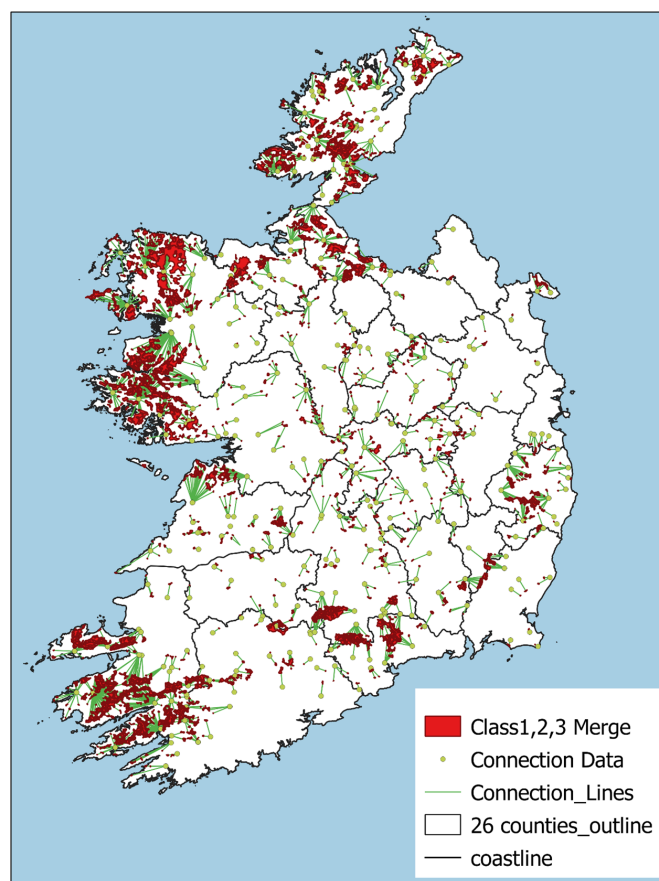 Class1,2,3 Merge
Connection Data
Connection_Lines
26 counties_outline
coastline